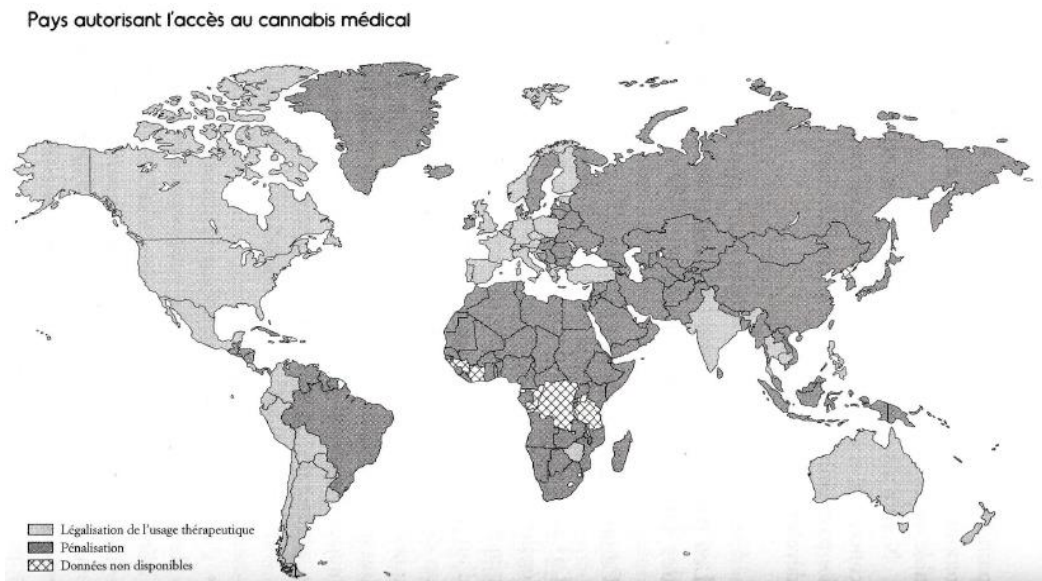 Pays autorisant l'accès au cannabis médical
Légalisation de l'usage thérapeutique
Pénalisation
Données non disponibles